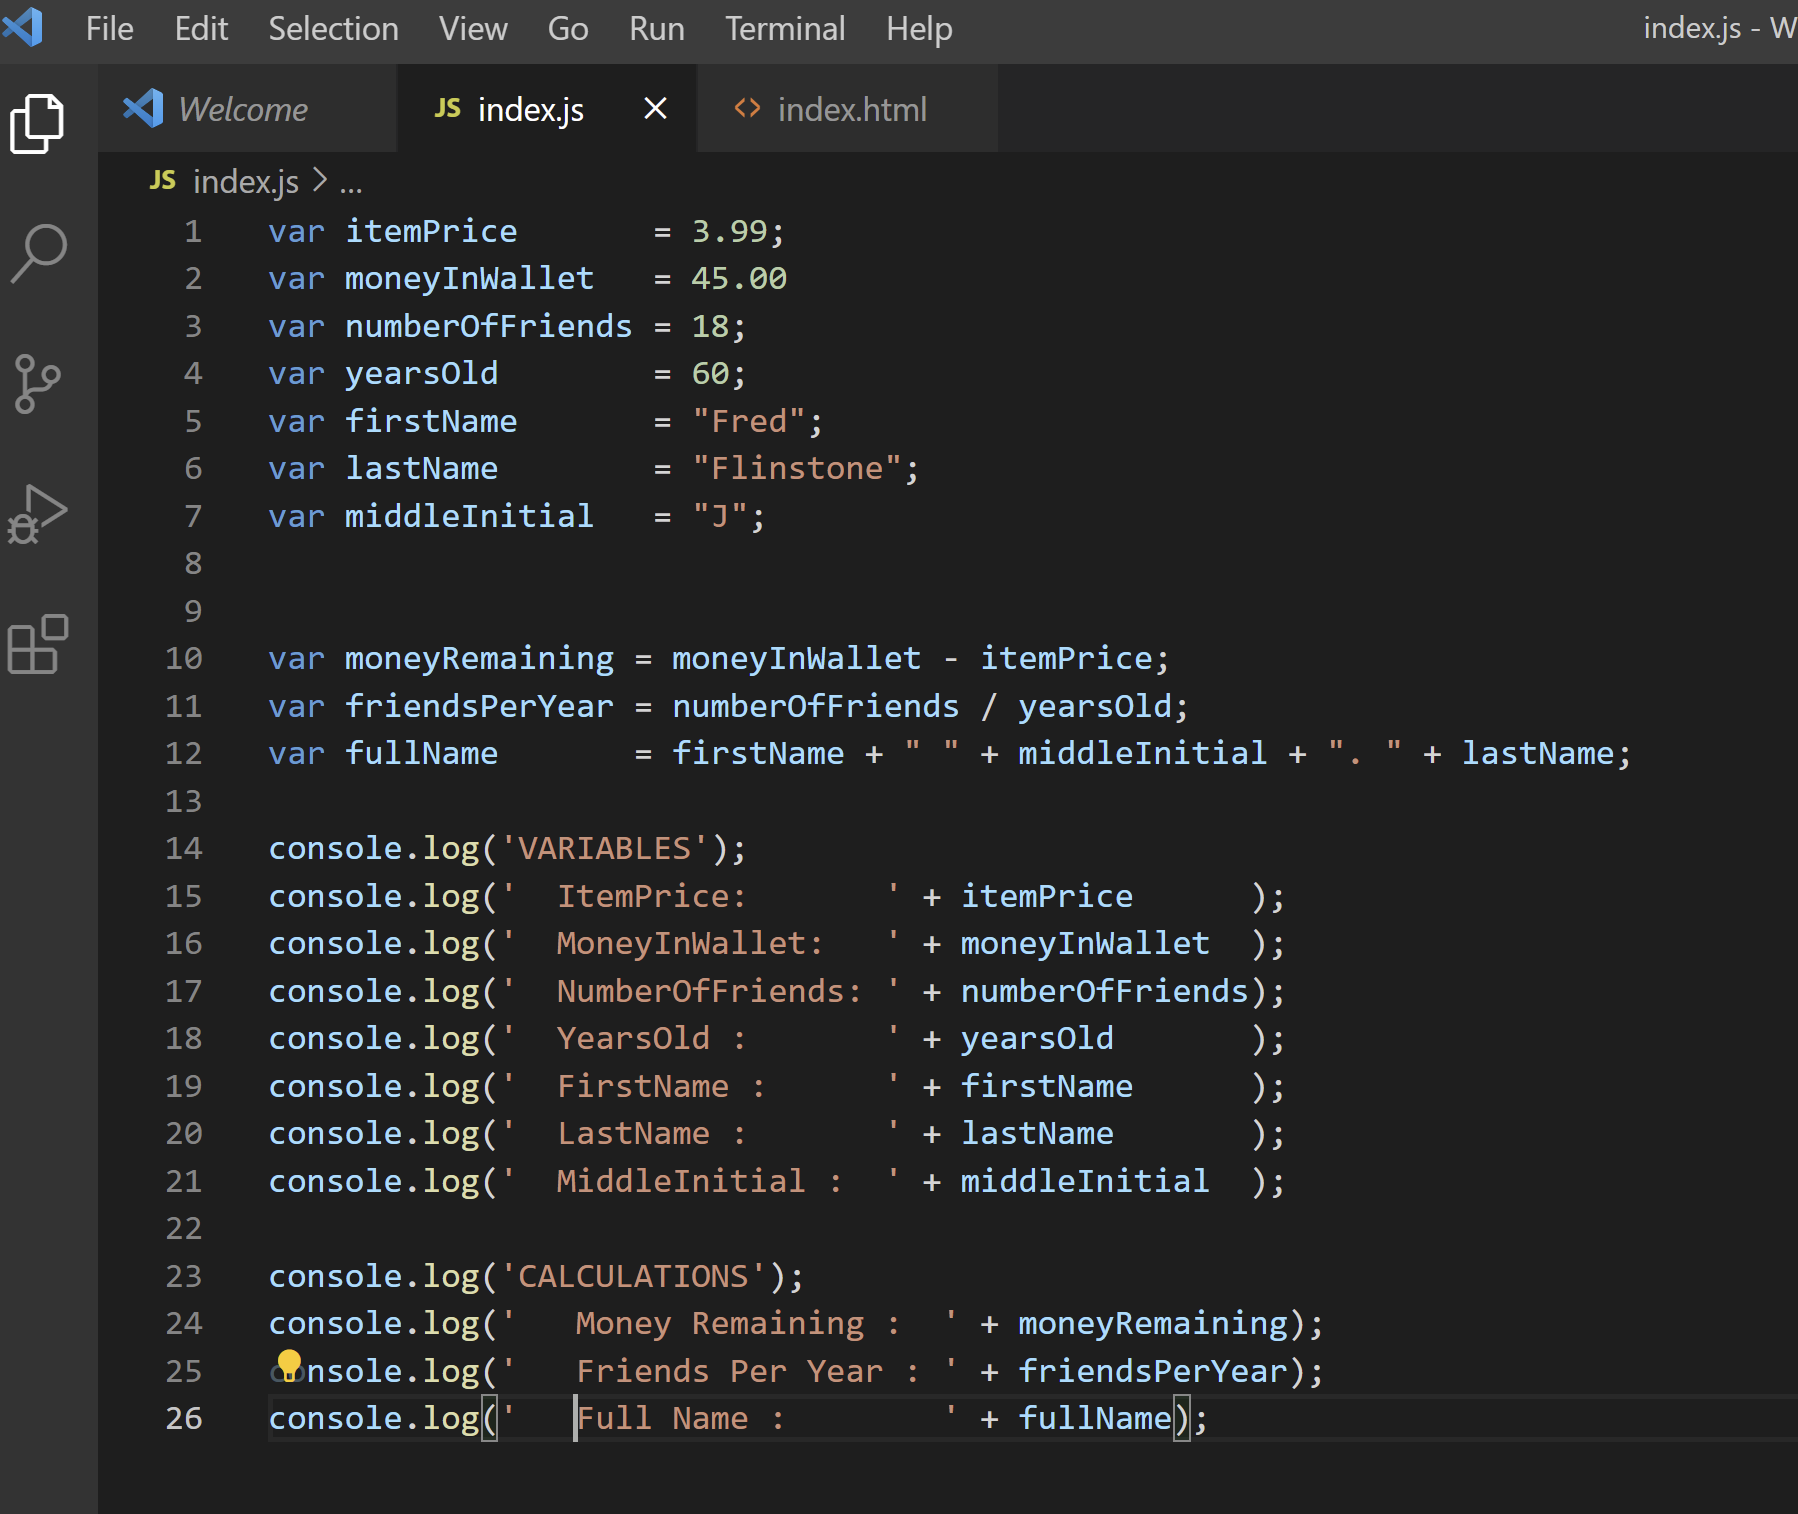 File Edit Selection View Go Run Terminal Help index.js - W
Welcome JS index.js × <> index.html
JS index.js > ...
1 var itemPrice       = 3.99;
2 var moneyInWallet   = 45.00
3 var numberOfFriends = 18;
4 var yearsOld        = 60;
5 var firstName       = "Fred";
6 var lastName        = "Flinstone";
7 var middleInitial   = "J";
8
9
10 var moneyRemaining = moneyInWallet - itemPrice;
11 var friendsPerYear = numberOfFriends / yearsOld;
12 var fullName       = firstName + " " + middleInitial + ". " + lastName;
13
14 console.log('VARIABLES');
15 console.log('  ItemPrice:       ' + itemPrice      );
16 console.log('  MoneyInWallet:   ' + moneyInWallet  );
17 console.log('  NumberOfFriends: ' + numberOfFriends);
18 console.log('  YearsOld :       ' + yearsOld       );
19 console.log('  FirstName :      ' + firstName      );
20 console.log('  LastName :       ' + lastName       );
21 console.log('  MiddleInitial :  ' + middleInitial  );
22
23 console.log('CALCULATIONS');
24 console.log('   Money Remaining :  ' + moneyRemaining);
25 console.log('   Friends Per Year : ' + friendsPerYear);
26 console.log('   Full Name :        ' + fullName);